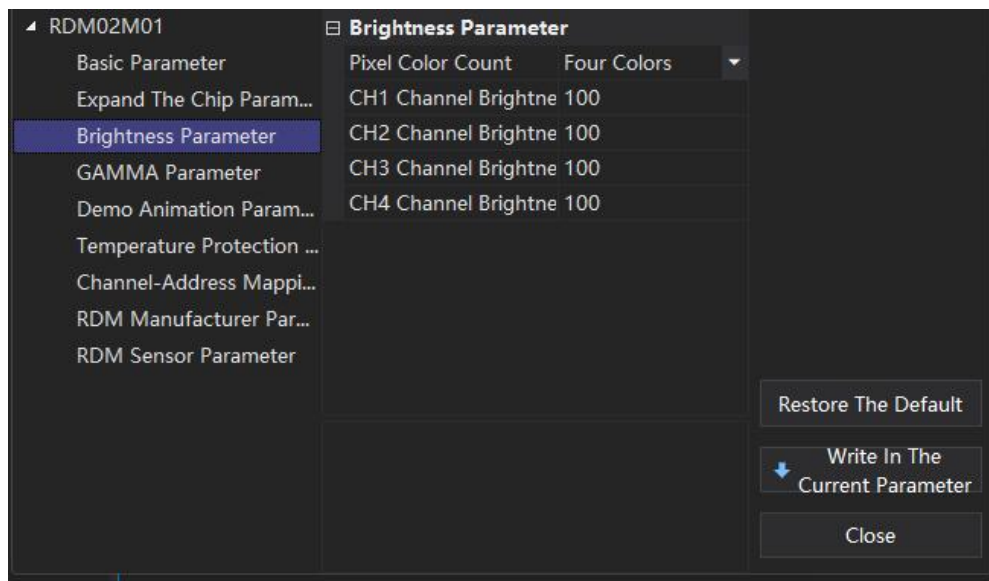 RDM02M01
Basic Parameter
Expand The Chip Param...
Brightness Parameter
GAMMA Parameter
Demo Animation Param...
Temperature Protection ...
Channel-Address Mappi...
RDM Manufacturer Par...
RDM Sensor Parameter
Brightness Parameter
Pixel Color Count Four Colors
CH1 Channel Brightne 100
CH2 Channel Brightne 100
CH3 Channel Brightne 100
CH4 Channel Brightne 100
Restore The Default
Write In The
Current Parameter
Close